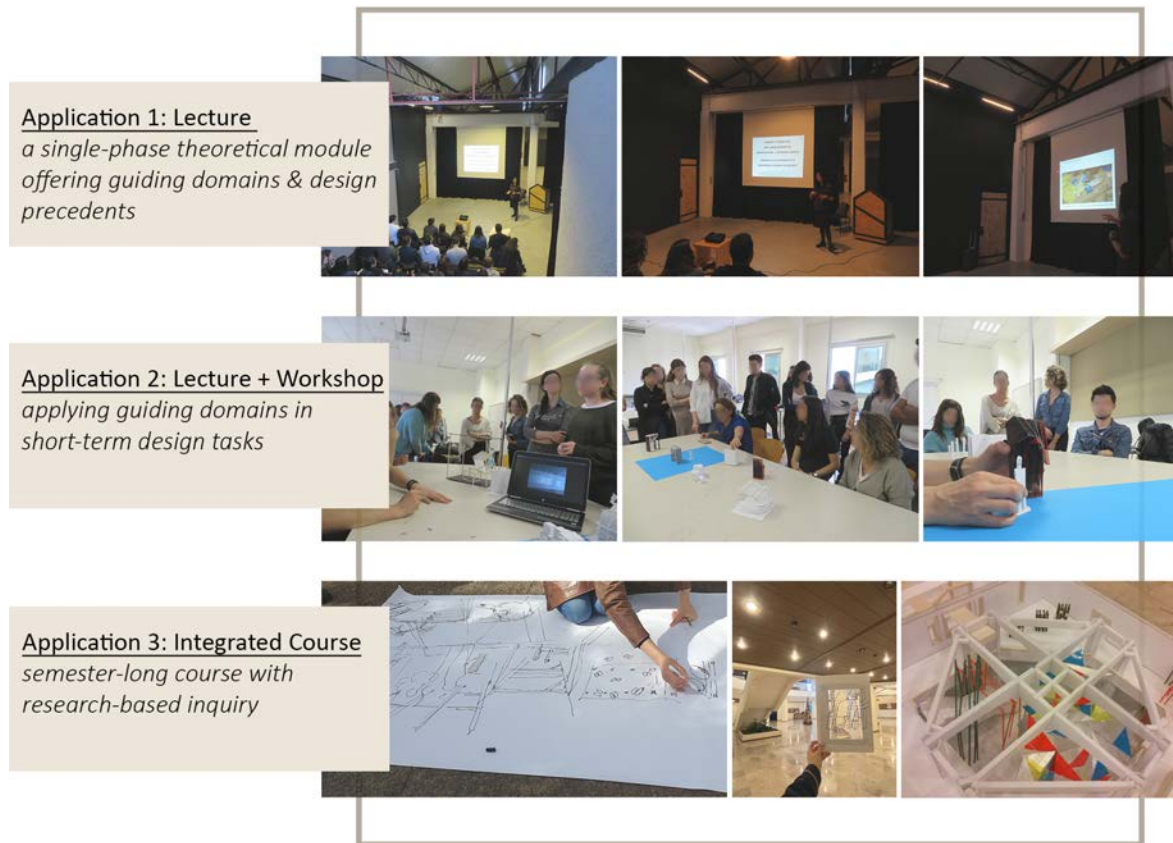 Application 1: Lecture
a single-phase theoretical module
offering guiding domains & design
precedents
Application 2: Lecture + Workshop
applying guiding domains in
short-term design tasks
Application 3: Integrated Course
semester-long course with
research-based inquiry